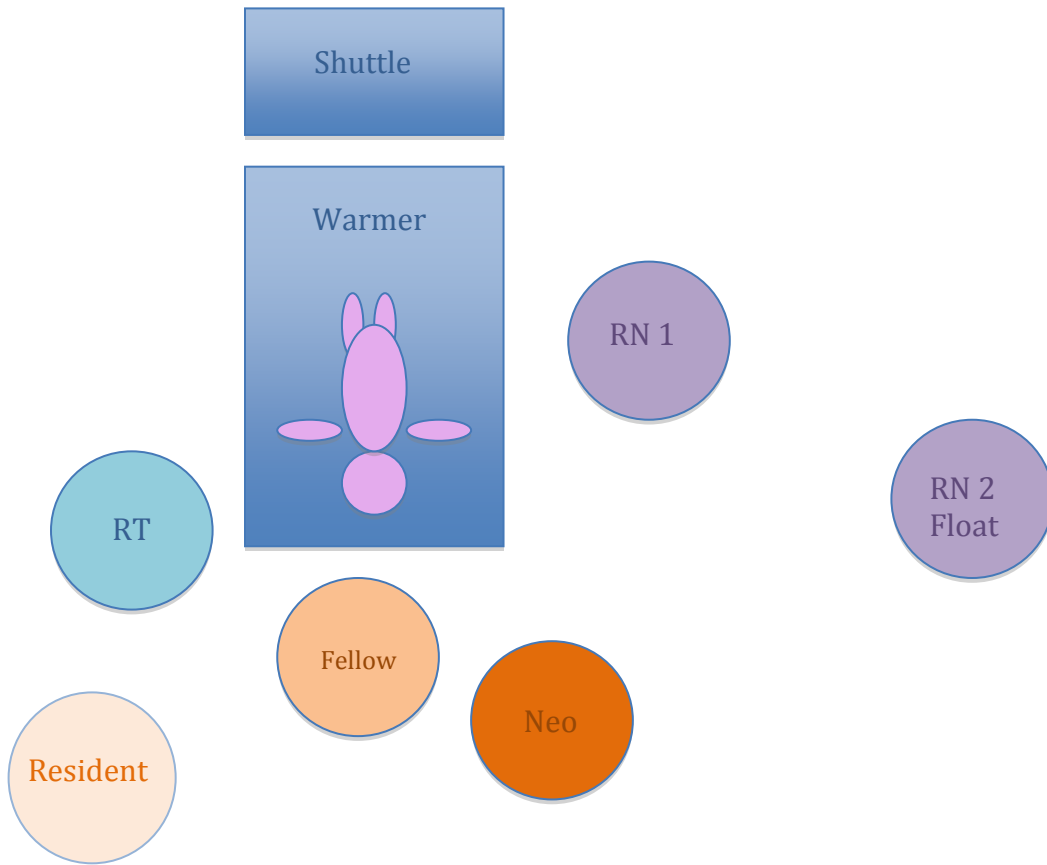 Shuttle
Warmer
RN 1
RN 2
Float
RT
Fellow
Neo
Resident